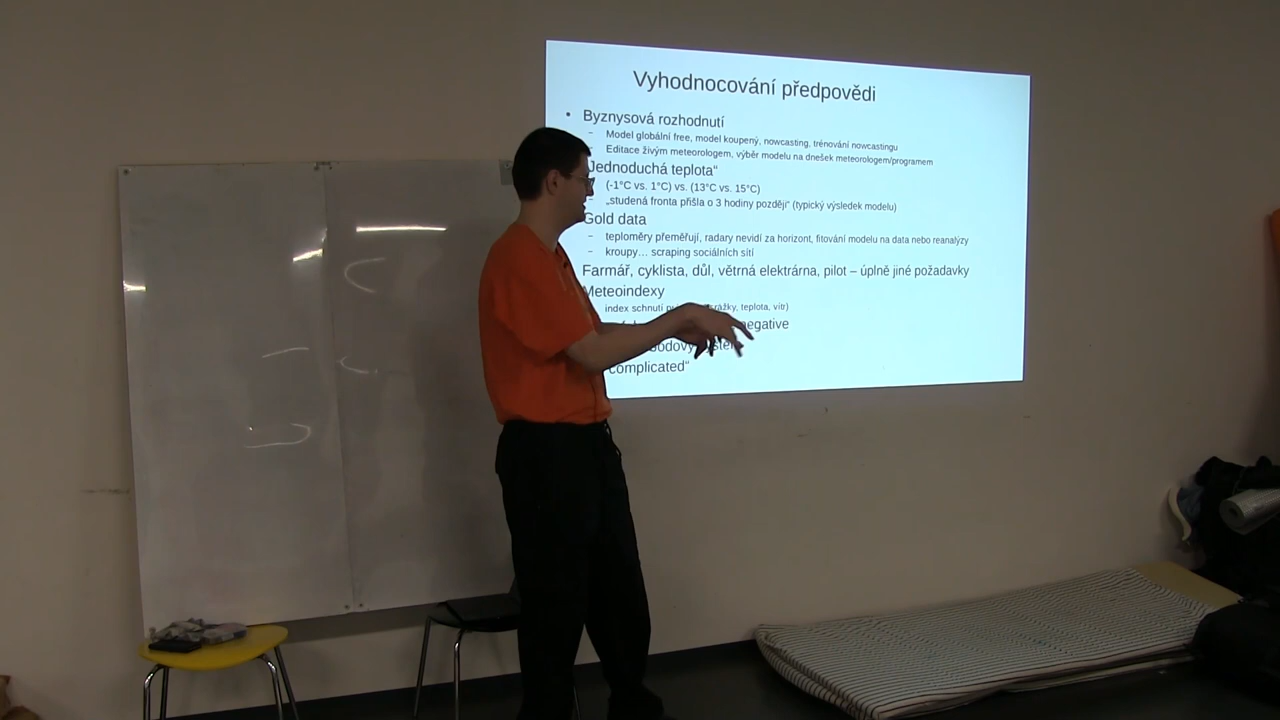 Vyhodnocování předpovědi
• Byznysová rozhodnutí
– Model globální free, model koupený, nowcasting, trénování nowcastingu
– Editace živým meteorologem, výběr modelu na dnešek meteorologem/programem
Jednoduchá teplota“
(-1°C vs. 1°C) vs. (13°C vs. 15°C)
– „studená fronta přišla o 3 hodiny později“ (typický výsledek modelu)
Gold data
– teploměry přeměřují, radary nevidí za horizont, fitování modelu na data nebo reanalýzy
– kroupy… scraping sociálních sítí
Farmář, cyklista, důl, větrná elektrárna, pilot – úplně jiné požadavky
Meteoindexy
index schnutí rážky, teplota, vítr)
negative
complicated“